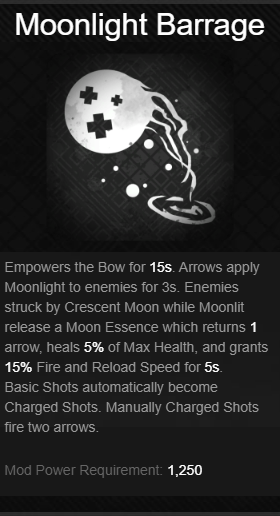 Moonlight Barrage
Empowers the Bow for 15s. Arrows apply
Moonlight to enemies for 3s. Enemies
struck by Crescent Moon while Moonlit
release a Moon Essence which returns 1
arrow, heals 5% of Max Health, and grants
15% Fire and Reload Speed for 5s.
Basic Shots automatically become
Charged Shots. Manually Charged Shots
fire two arrows.
Mod Power Requirement: 1,250